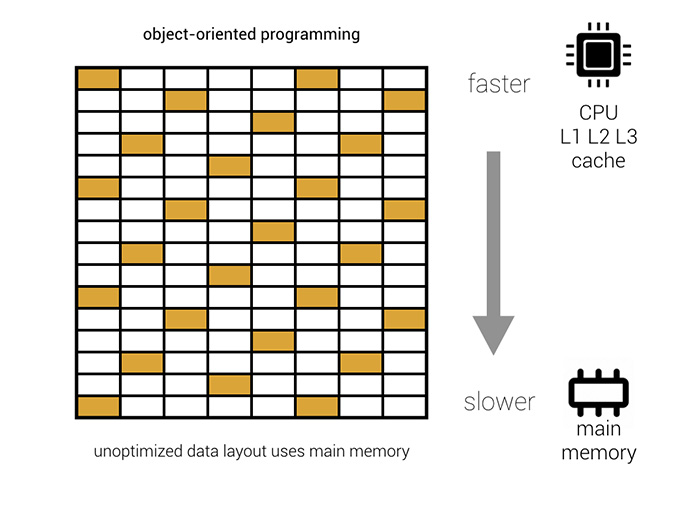 object-oriented programming
faster
CPU
L1 L2 L3
cache
slower
main
memory
unoptimized data layout uses main memory